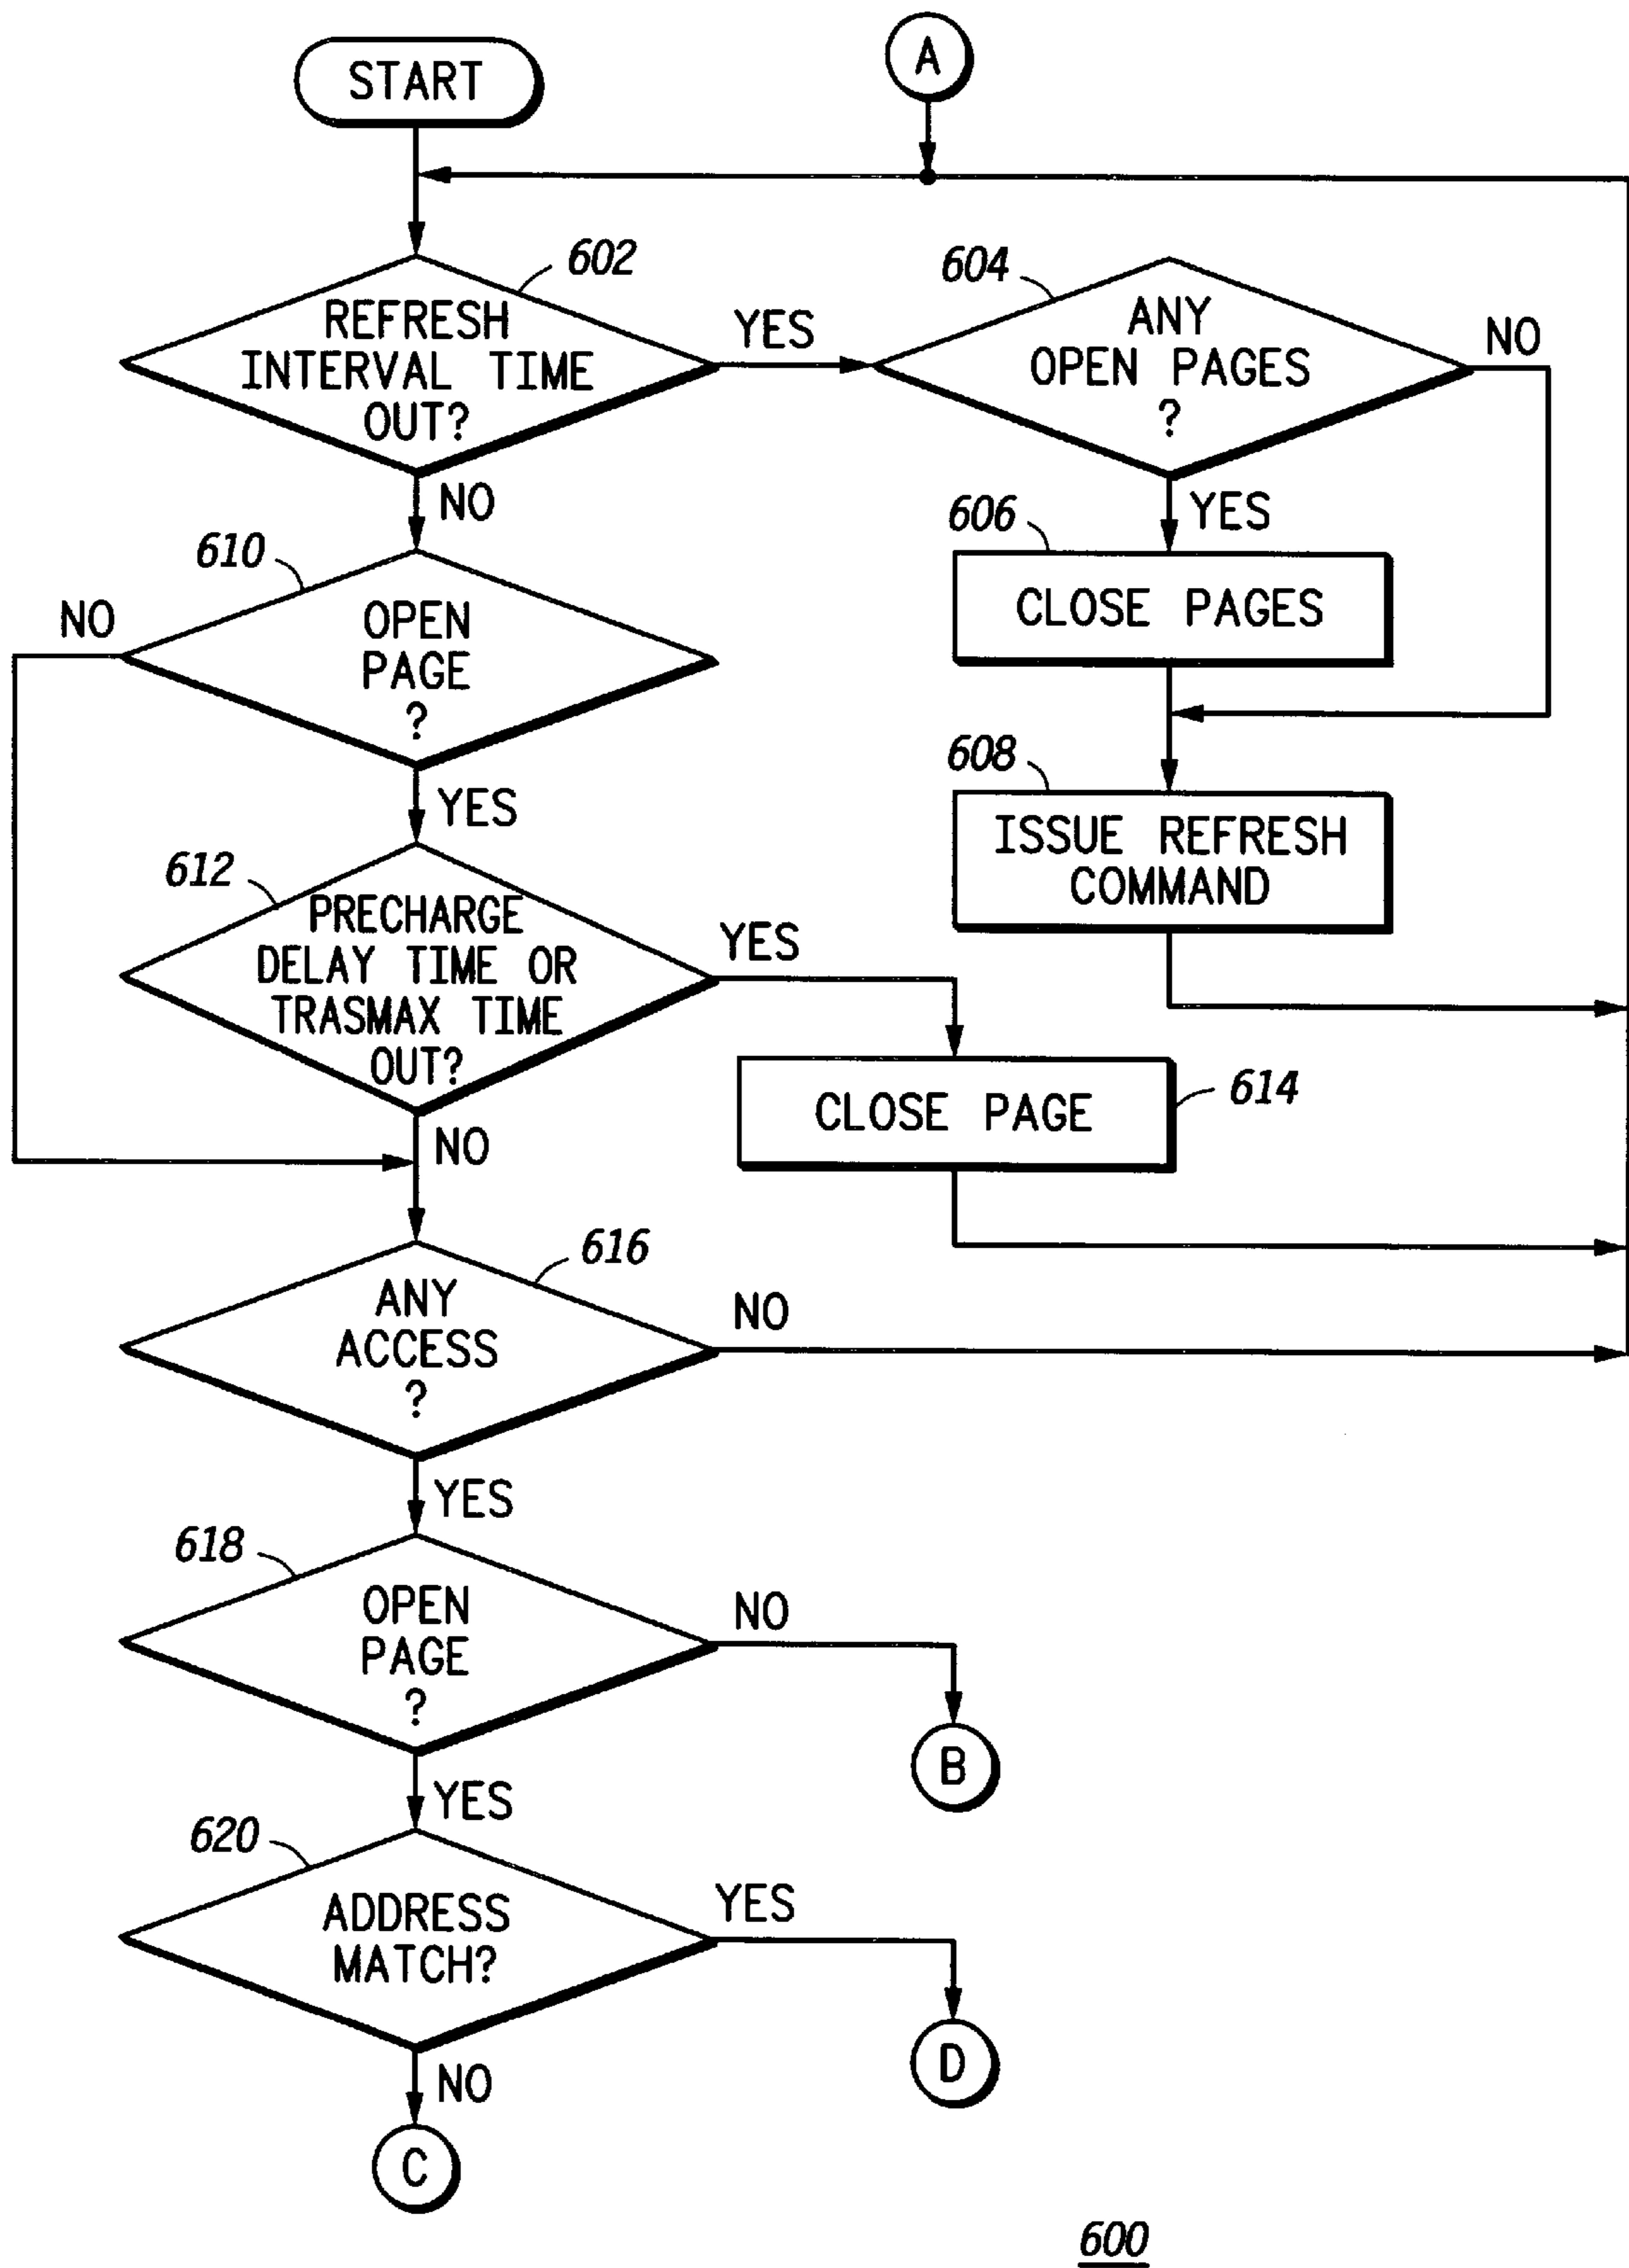 START
A
602
REFRESH
INTERVAL TIME
OUT?
YES
NO
604
ANY
OPEN PAGES
?
NO
YES
606
CLOSE PAGES
608
ISSUE REFRESH
COMMAND
610
NO
OPEN
PAGE
?
YES
612
PRECHARGE
DELAY TIME OR
TRASMAX TIME
OUT?
YES
NO
CLOSE PAGE
614
616
ANY
ACCESS
?
NO
YES
618
OPEN
PAGE
?
NO
B
YES
620
ADDRESS
MATCH?
YES
D
NO
C
600